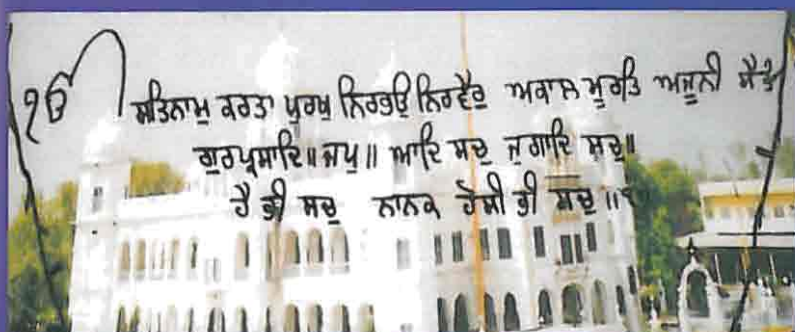 ੴ ਸਤਿਨਾਮੁ ਕਰਤਾ ਪੁਰਖੁ ਨਿਰਭਉ ਨਿਰਵੈਰੁ ਅਕਾਲ ਮੂਰਤਿ ਅਜੂਨੀ ਸੈਭੰ
ਗੁਰਪ੍ਰਸਾਦਿ॥ ਜਪੁ॥ ਆਦਿ ਸਚੁ ਜੁਗਾਦਿ ਸਚੁ॥
ਹੈ ਭੀ ਸਚੁ ਨਾਨਕ ਹੋਸੀ ਭੀ ਸਚੁ॥੧